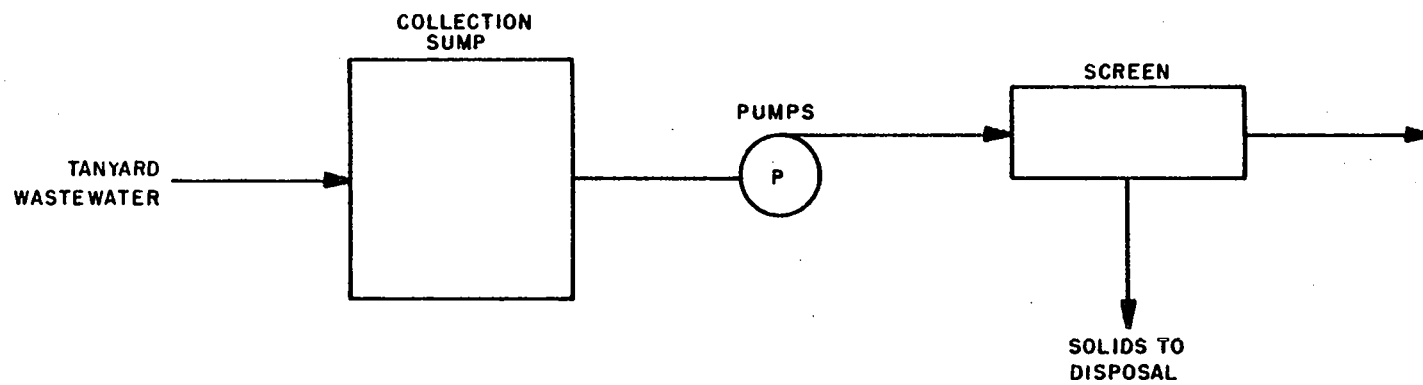 COLLECTION
SUMP
SCREEN
PUMPS
P
TANYARD
WASTEWATER
SOLIDS TO
DISPOSAL